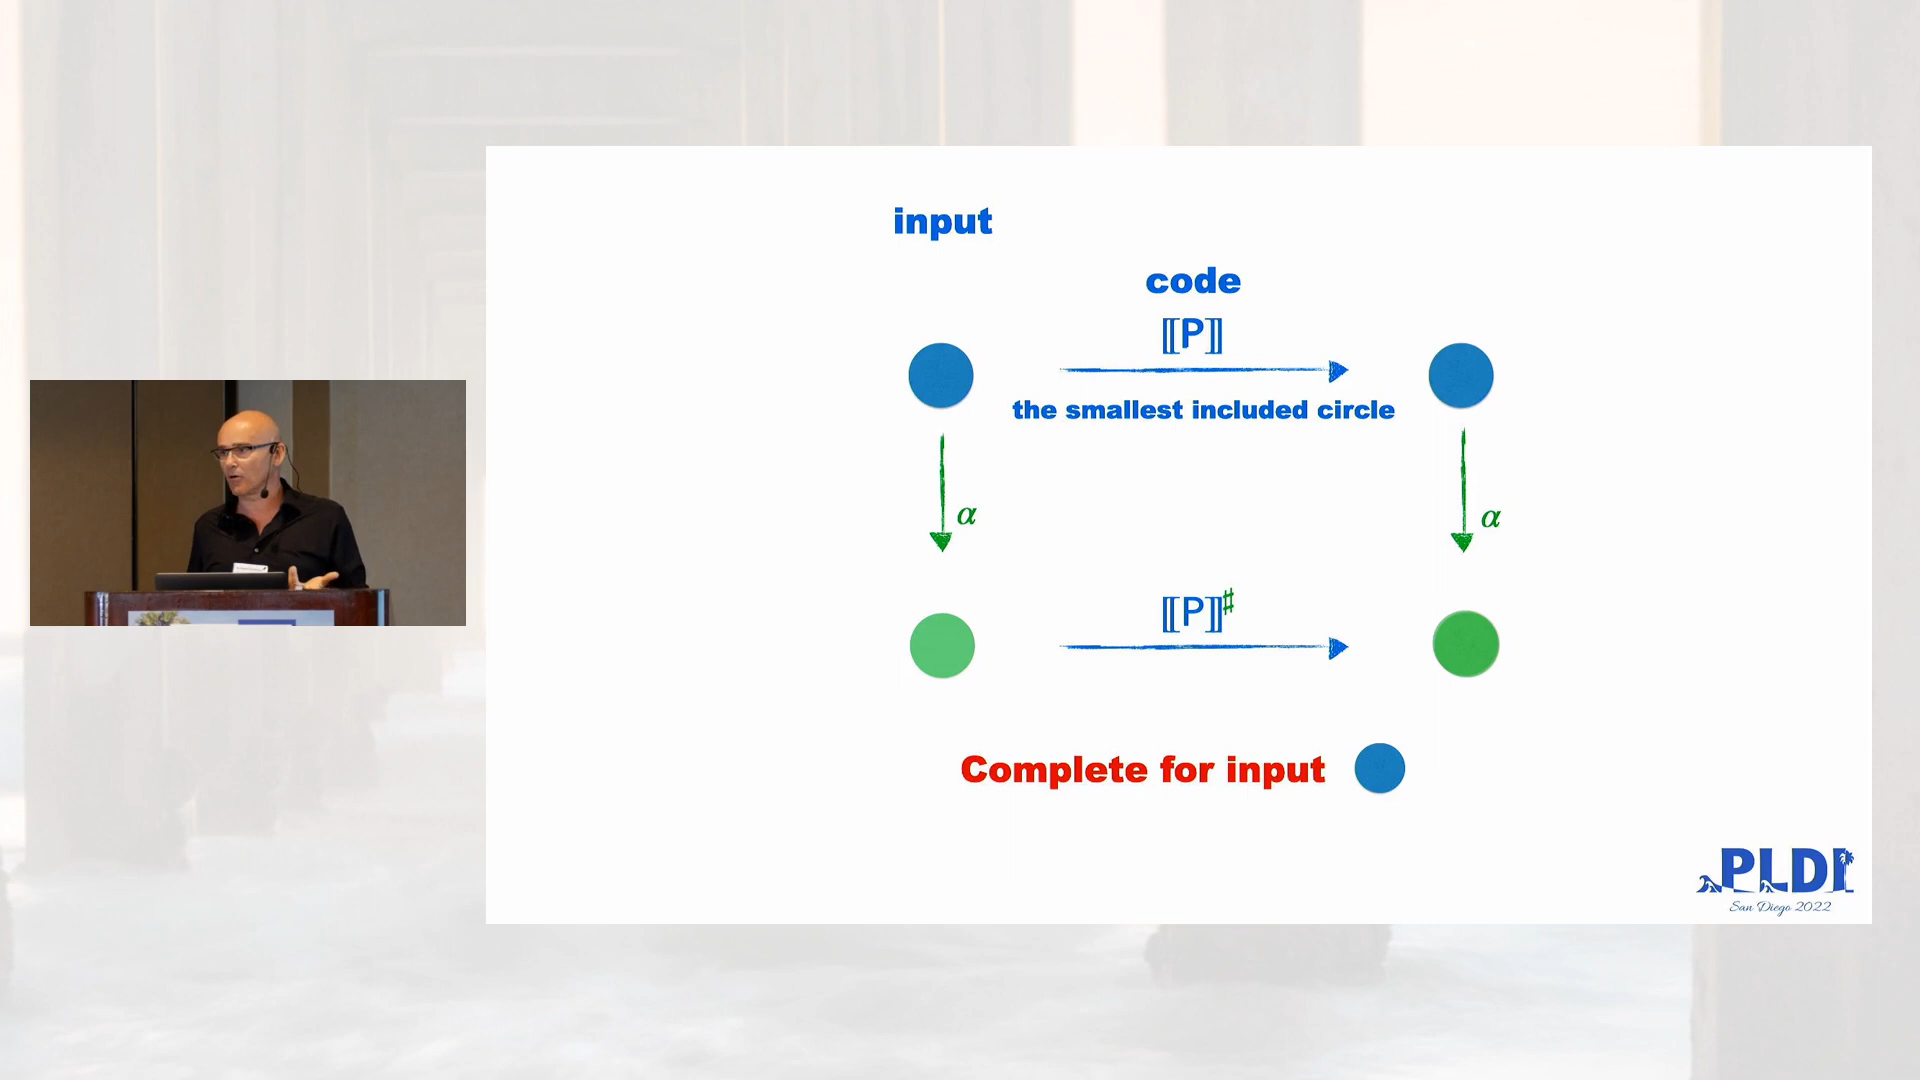 input
code
⟦P⟧
the smallest included circle
α
α
⟦P⟧♯
Complete for input
PLDI
San Diego 2022